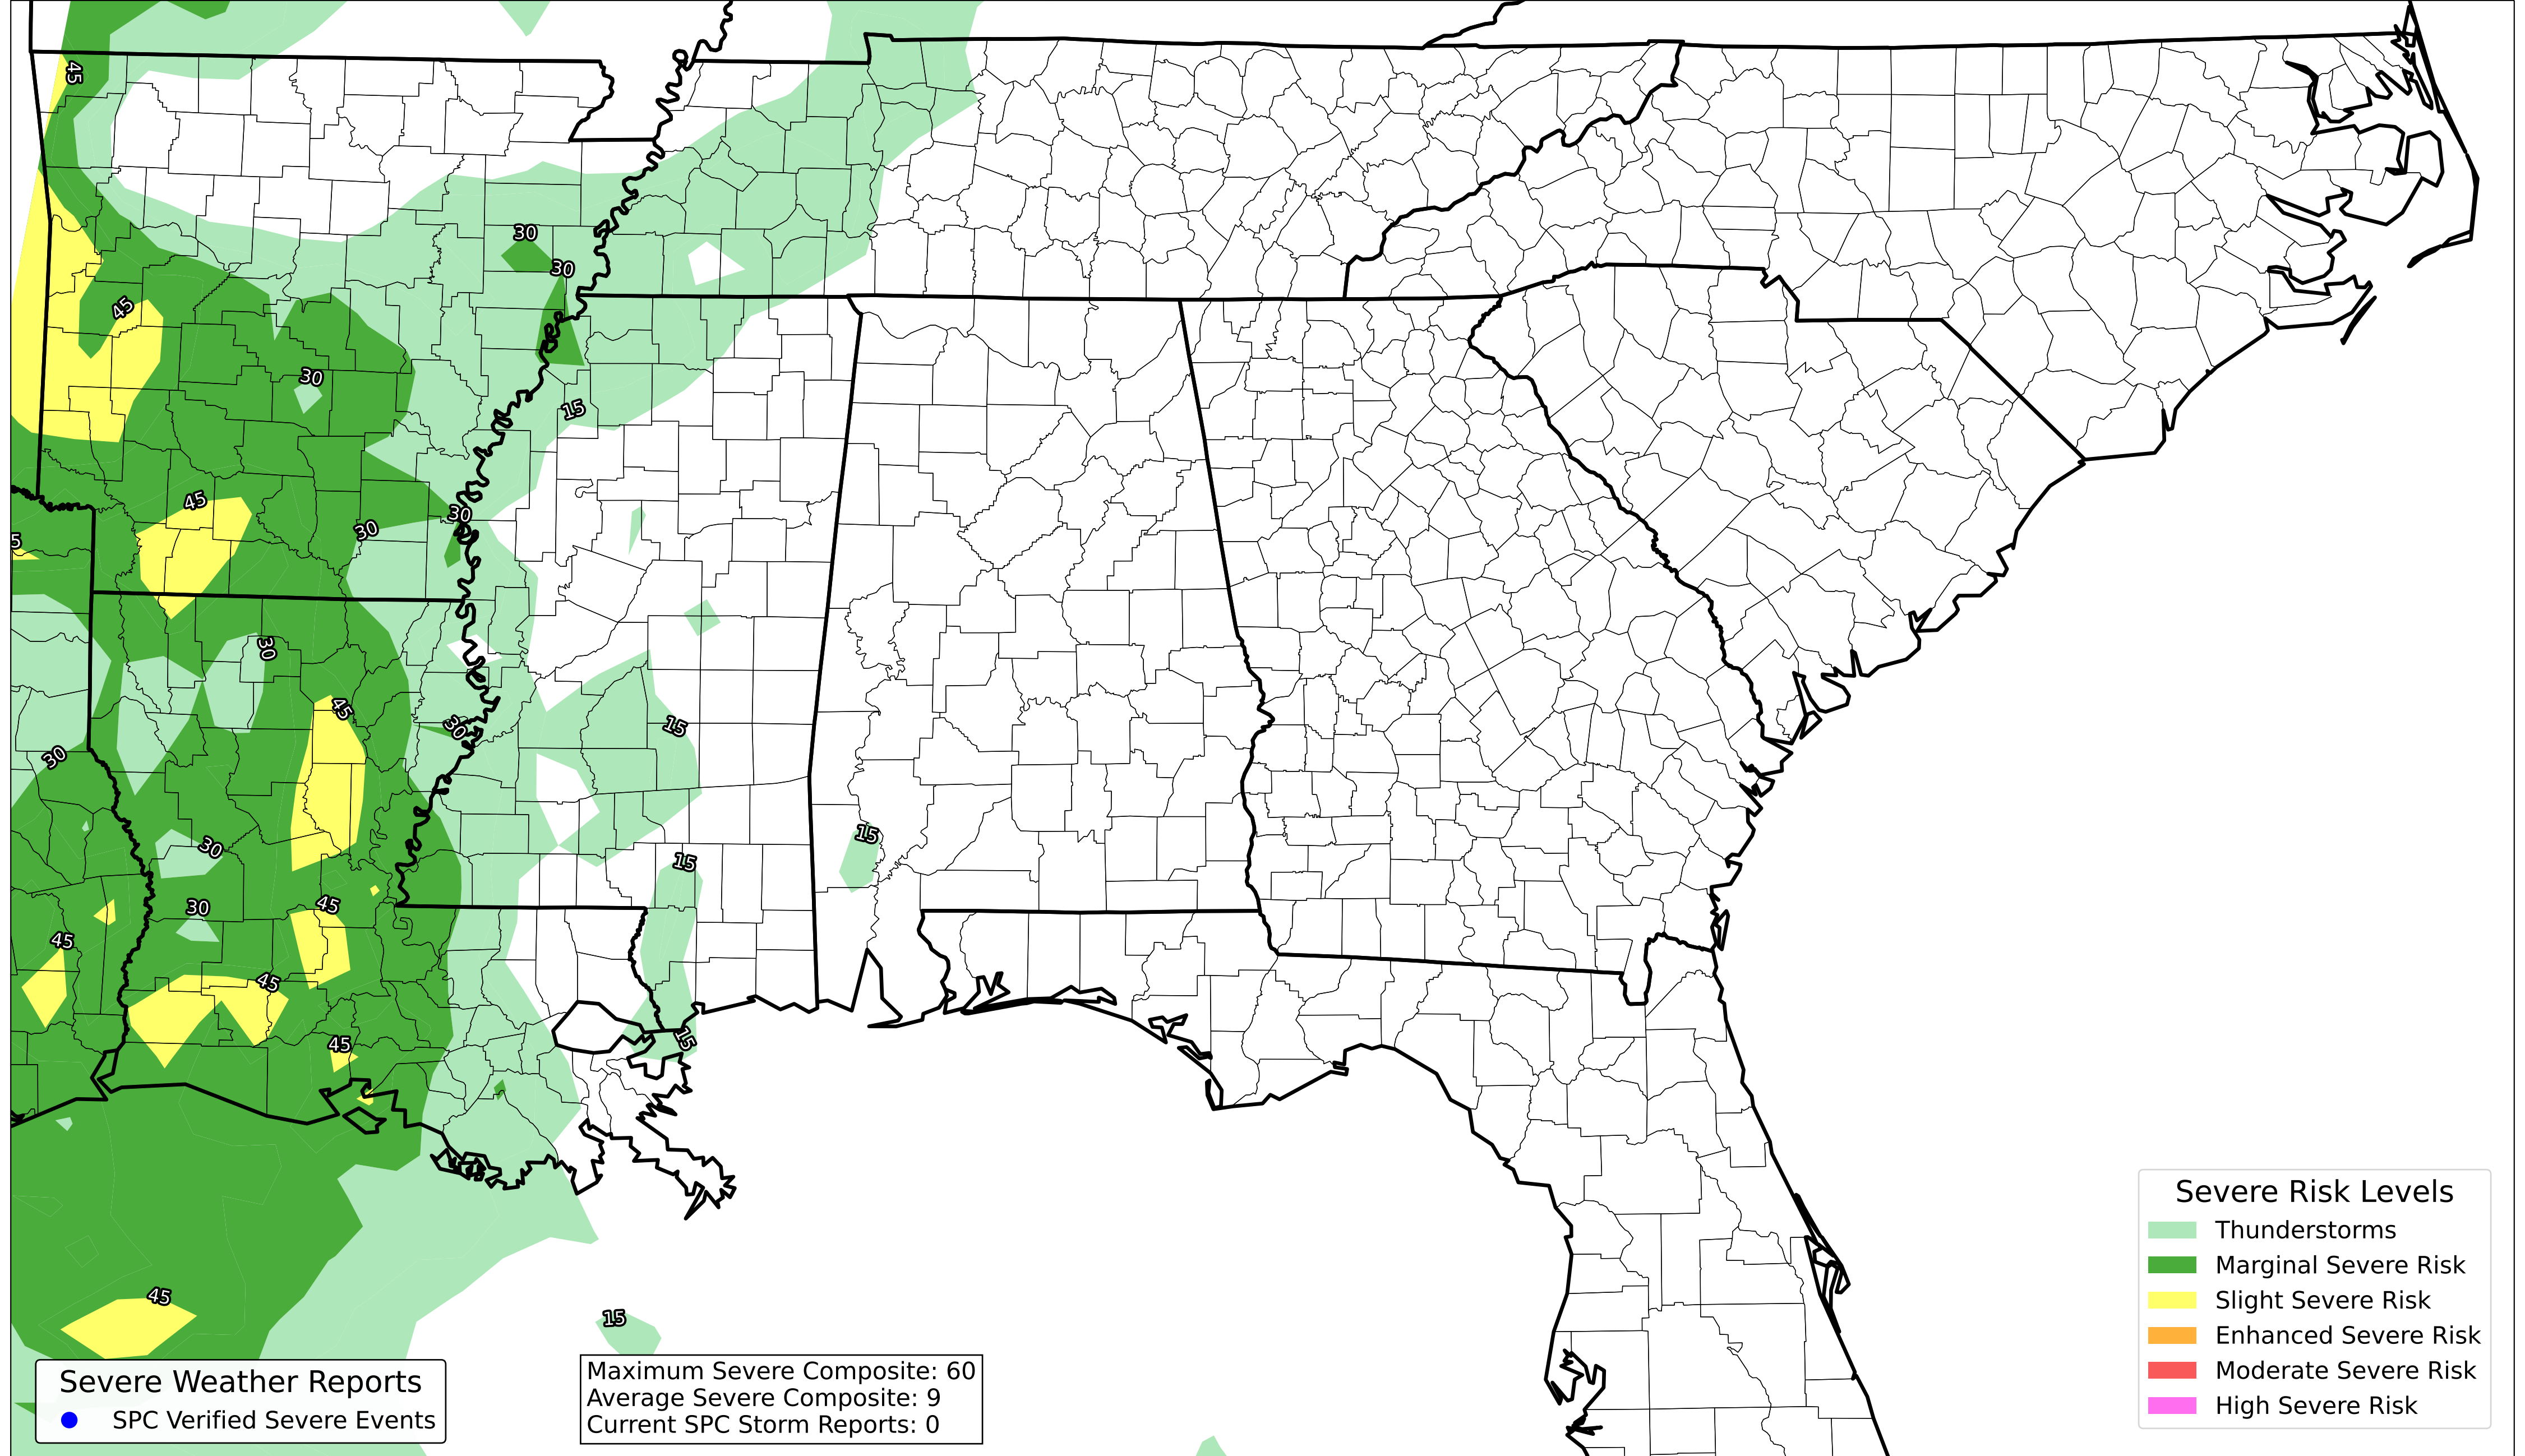 45
30
30
45
30
15
45
30
30
5
30
45
15
30
30
15
30
15
30
45
45
45
15
45
45
15
Severe Weather Reports
SPC Verified Severe Events
Maximum Severe Composite: 60
Average Severe Composite: 9
Current SPC Storm Reports: 0
Severe Risk Levels
Thunderstorms
Marginal Severe Risk
Slight Severe Risk
Enhanced Severe Risk
Moderate Severe Risk
High Severe Risk